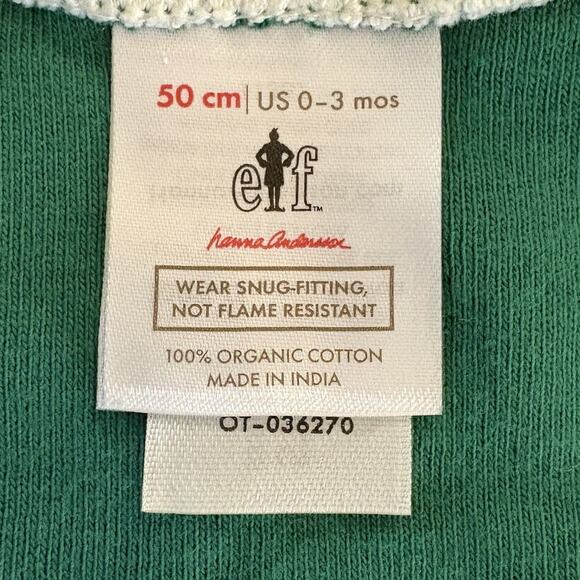 50 cm | US 0-3 mos
elf™
hanna Andersson
WEAR SNUG-FITTING,
NOT FLAME RESISTANT
100% ORGANIC COTTON
MADE IN INDIA
OT-036270